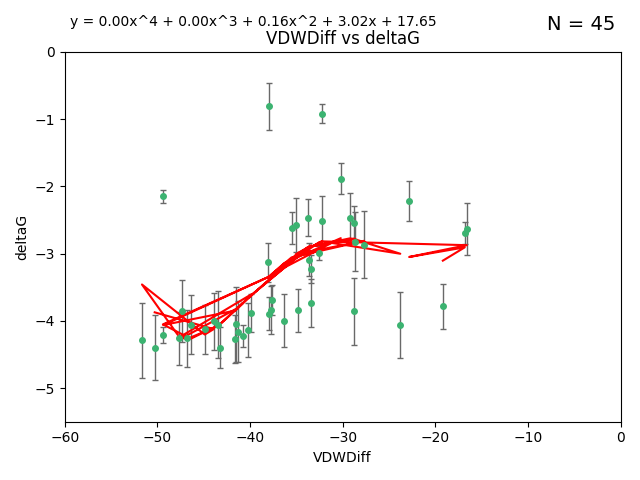 y = 0.00x^4 + 0.00x^3 + 0.16x^2 + 3.02x + 17.65
N = 45
VDWDiff vs deltaG
0
−1
−2
−3
−4
−5
deltaG
−60 −50 −40 −30 −20 −10 0
VDWDiff